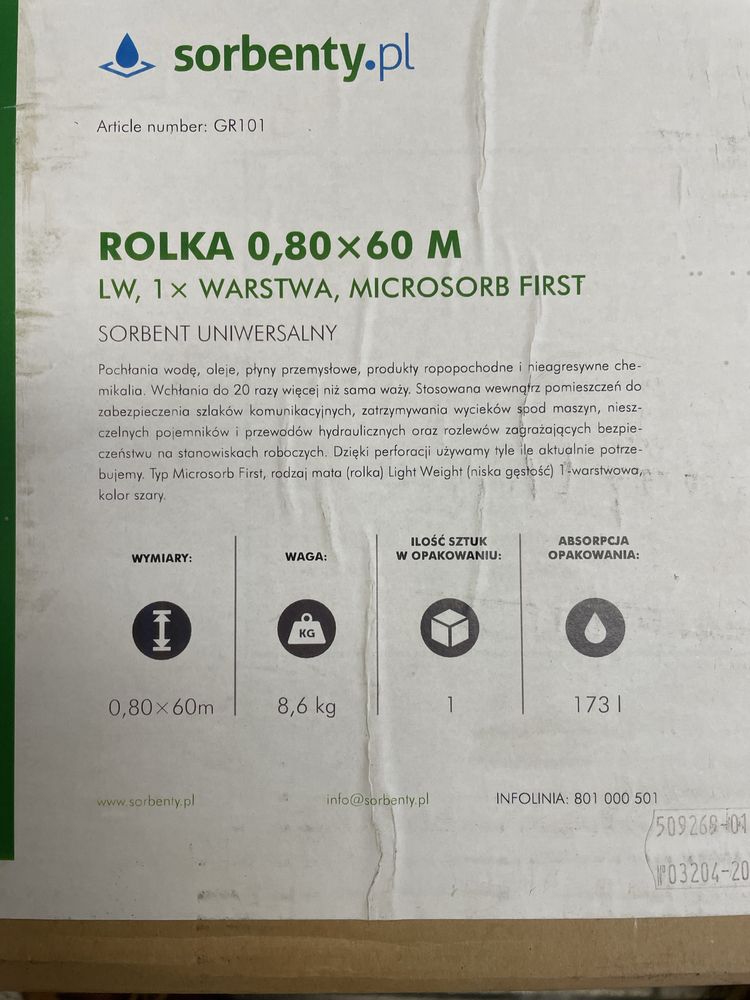 sorbenty.pl
Article number: GR101
ROLKA 0,80×60 M
LW, 1× WARSTWA, MICROSORB FIRST
SORBENT UNIWERSALNY
Pochłania wodę, oleje, płyny przemysłowe, produkty ropopochodne i nieagresywne che-
mikalia. Wchłania do 20 razy więcej niż sama waży. Stosowana wewnątrz pomieszczeń do
zabezpieczenia szlaków komunikacyjnych, zatrzymywania wycieków spod maszyn, niesz-
czelnych pojemników i przewodów hydraulicznych oraz rozlewów zagrażających bezpie-
czeństwu na stanowiskach roboczych. Dzięki perforacji używamy tyle ile aktualnie potrze-
bujemy. Typ Microsorb First, rodzaj mata (rolka) Light Weight (niska gęstość) 1-warstwowa,
kolor szary.
WYMIARY:
0,80×60m
WAGA:
KG
8,6 kg
ILOŚĆ SZTUK
W OPAKOWANIU:
1
ABSORPCJA
OPAKOWANIA:
173 l
www.sorbenty.pl info@sorbenty.pl INFOLINIA: 801 000 501
509268-01
03204-20